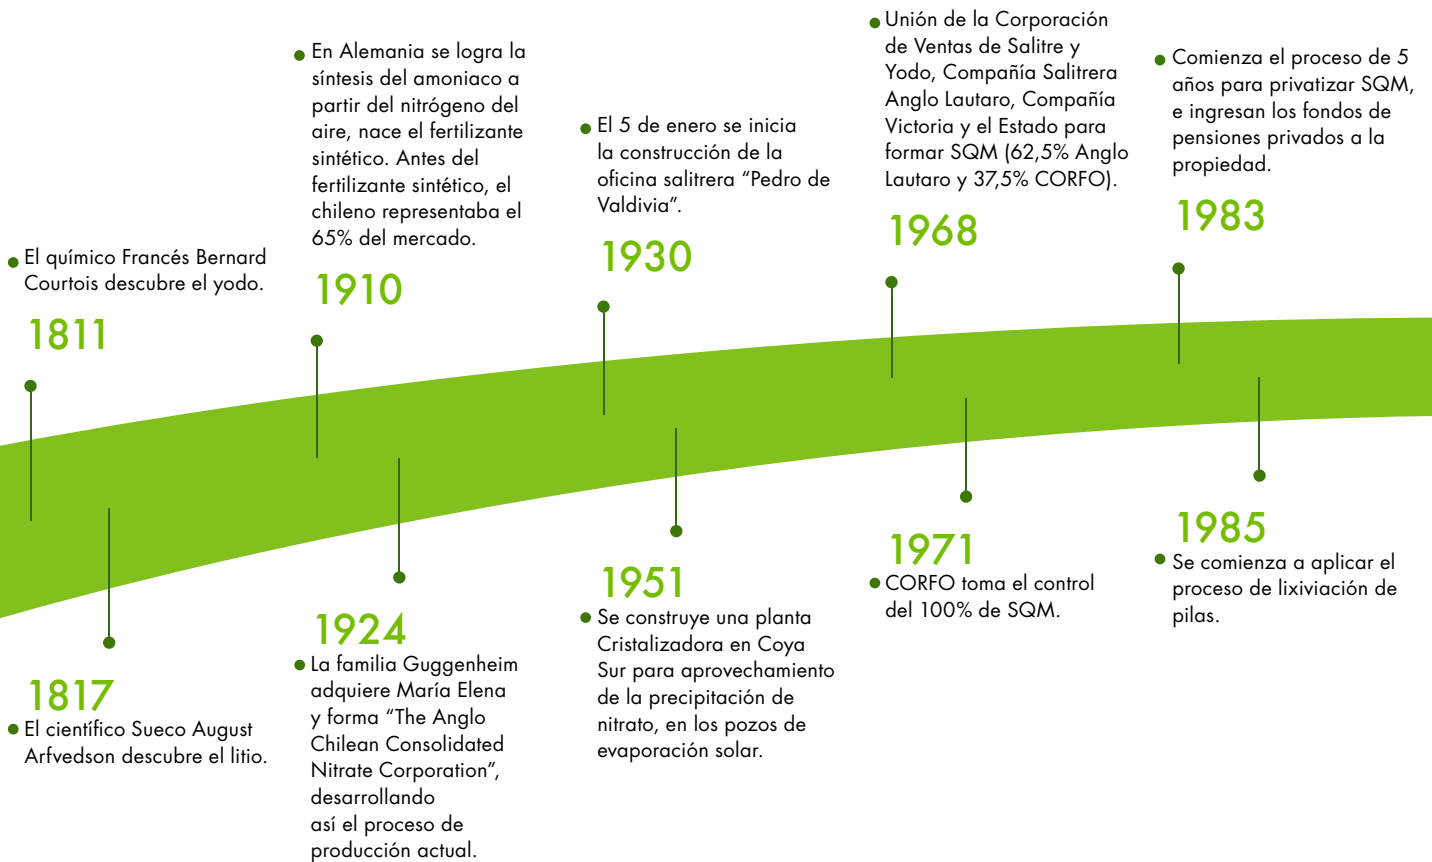 El químico Francés Bernard
Courtois descubre el yodo.
1811
1817
El científico Sueco August
Arfvedson descubre el litio.
En Alemania se logra la
síntesis del amoniaco a
partir del nitrógeno del
aire, nace el fertilizante
sintético. Antes del
fertilizante sintético, el
chileno representaba el
65% del mercado.
1910
1924
La familia Guggenheim
adquiere María Elena
y forma “The Anglo
Chilean Consolidated
Nitrate Corporation”,
desarrollando
así el proceso de
producción actual.
El 5 de enero se inicia
la construcción de la
oficina salitrera “Pedro de
Valdivia”.
1930
1951
Se construye una planta
Cristalizadora en Coya
Sur para aprovechamiento
de la precipitación de
nitrato, en los pozos de
evaporación solar.
Unión de la Corporación
de Ventas de Salitre y
Yodo, Compañía Salitrera
Anglo Lautaro, Compañía
Victoria y el Estado para
formar SQM (62,5% Anglo
Lautaro y 37,5% CORFO).
1968
1971
CORFO toma el control
del 100% de SQM.
Comienza el proceso de 5
años para privatizar SQM,
e ingresan los fondos de
pensiones privados a la
propiedad.
1983
1985
Se comienza a aplicar el
proceso de lixiviación de
pilas.